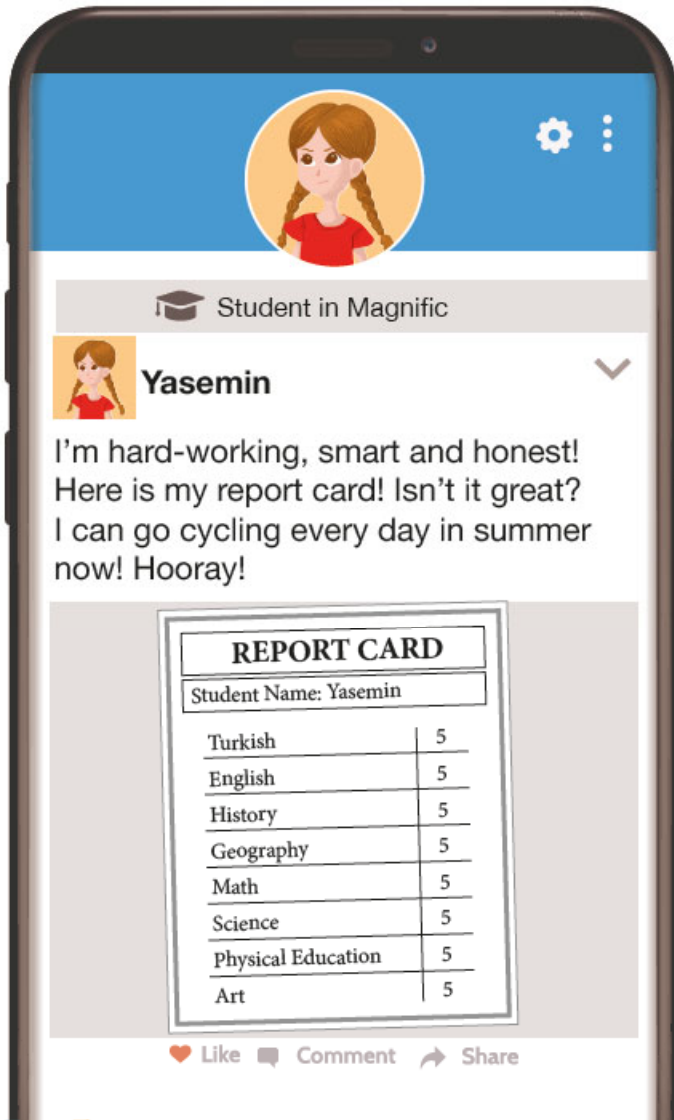 Student in Magnific
Yasemin
I'm hard-working, smart and honest!
Here is my report card! Isn't it great?
I can go cycling every day in summer
now! Hooray!
REPORT CARD
Student Name: Yasemin
Turkish 5
English 5
History 5
Geography 5
Math 5
Science 5
Physical Education 5
Art 5
Like Comment Share